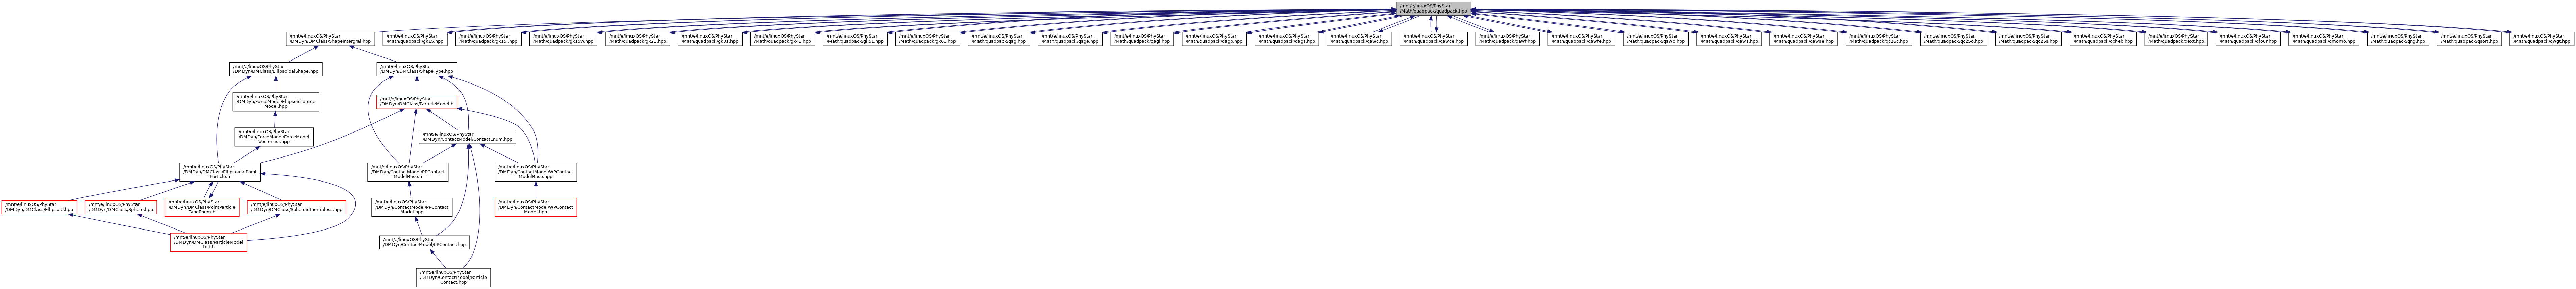 /mnt/e/linuxOS/PhyStar
/Math/quadpack/quadpack.hpp
/mnt/e/linuxOS/PhyStar
/DMDyn/DMClass/ShapeIntergral.hpp
/mnt/e/linuxOS/PhyStar
/Math/quadpack/gk15.hpp
/mnt/e/linuxOS/PhyStar
/Math/quadpack/gk15i.hpp
/mnt/e/linuxOS/PhyStar
/Math/quadpack/gk15w.hpp
/mnt/e/linuxOS/PhyStar
/Math/quadpack/gk21.hpp
/mnt/e/linuxOS/PhyStar
/Math/quadpack/gk31.hpp
/mnt/e/linuxOS/PhyStar
/Math/quadpack/gk41.hpp
/mnt/e/linuxOS/PhyStar
/Math/quadpack/gk51.hpp
/mnt/e/linuxOS/PhyStar
/Math/quadpack/gk61.hpp
/mnt/e/linuxOS/PhyStar
/Math/quadpack/qag.hpp
/mnt/e/linuxOS/PhyStar
/Math/quadpack/qage.hpp
/mnt/e/linuxOS/PhyStar
/Math/quadpack/qagi.hpp
/mnt/e/linuxOS/PhyStar
/Math/quadpack/qagp.hpp
/mnt/e/linuxOS/PhyStar
/Math/quadpack/qags.hpp
/mnt/e/linuxOS/PhyStar
/Math/quadpack/qawc.hpp
/mnt/e/linuxOS/PhyStar
/Math/quadpack/qawce.hpp
/mnt/e/linuxOS/PhyStar
/Math/quadpack/qawf.hpp
/mnt/e/linuxOS/PhyStar
/Math/quadpack/qawfe.hpp
/mnt/e/linuxOS/PhyStar
/Math/quadpack/qawo.hpp
/mnt/e/linuxOS/PhyStar
/Math/quadpack/qaws.hpp
/mnt/e/linuxOS/PhyStar
/Math/quadpack/qawse.hpp
/mnt/e/linuxOS/PhyStar
/Math/quadpack/qc25c.hpp
/mnt/e/linuxOS/PhyStar
/Math/quadpack/qc25o.hpp
/mnt/e/linuxOS/PhyStar
/Math/quadpack/qc25s.hpp
/mnt/e/linuxOS/PhyStar
/Math/quadpack/qcheb.hpp
/mnt/e/linuxOS/PhyStar
/Math/quadpack/qext.hpp
/mnt/e/linuxOS/PhyStar
/Math/quadpack/qfour.hpp
/mnt/e/linuxOS/PhyStar
/Math/quadpack/qmomo.hpp
/mnt/e/linuxOS/PhyStar
/Math/quadpack/qng.hpp
/mnt/e/linuxOS/PhyStar
/Math/quadpack/qsort.hpp
/mnt/e/linuxOS/PhyStar
/Math/quadpack/qwgt.hpp
/mnt/e/linuxOS/PhyStar
/DMDyn/DMClass/EllipsoidalShape.hpp
/mnt/e/linuxOS/PhyStar
/DMDyn/DMClass/ShapeType.hpp
/mnt/e/linuxOS/PhyStar
/DMDyn/ForceModel/EllipsoidTorque
Model.hpp
/mnt/e/linuxOS/PhyStar
/DMDyn/DMClass/ParticleModel.h
/mnt/e/linuxOS/PhyStar
/DMDyn/ForceModel/ForceModel
VectorList.hpp
/mnt/e/linuxOS/PhyStar
/DMDyn/ContactModel/ContactEnum.hpp
/mnt/e/linuxOS/PhyStar
/DMDyn/DMClass/EllipsoidalPoint
Particle.h
/mnt/e/linuxOS/PhyStar
/DMDyn/ContactModel/PPContact
ModelBase.h
/mnt/e/linuxOS/PhyStar
/DMDyn/ContactModel/WPContact
ModelBase.hpp
/mnt/e/linuxOS/PhyStar
/DMDyn/DMClass/Ellipsoid.hpp
/mnt/e/linuxOS/PhyStar
/DMDyn/DMClass/Sphere.hpp
/mnt/e/linuxOS/PhyStar
/DMDyn/DMClass/PointParticle
TypeEnum.h
/mnt/e/linuxOS/PhyStar
/DMDyn/DMClass/SpheroidInertialess.hpp
/mnt/e/linuxOS/PhyStar
/DMDyn/ContactModel/PPContact
Model.hpp
/mnt/e/linuxOS/PhyStar
/DMDyn/ContactModel/WPContact
Model.hpp
/mnt/e/linuxOS/PhyStar
/DMDyn/DMClass/ParticleModel
List.h
/mnt/e/linuxOS/PhyStar
/DMDyn/ContactModel/PPContact.hpp
/mnt/e/linuxOS/PhyStar
/DMDyn/ContactModel/Particle
Contact.hpp